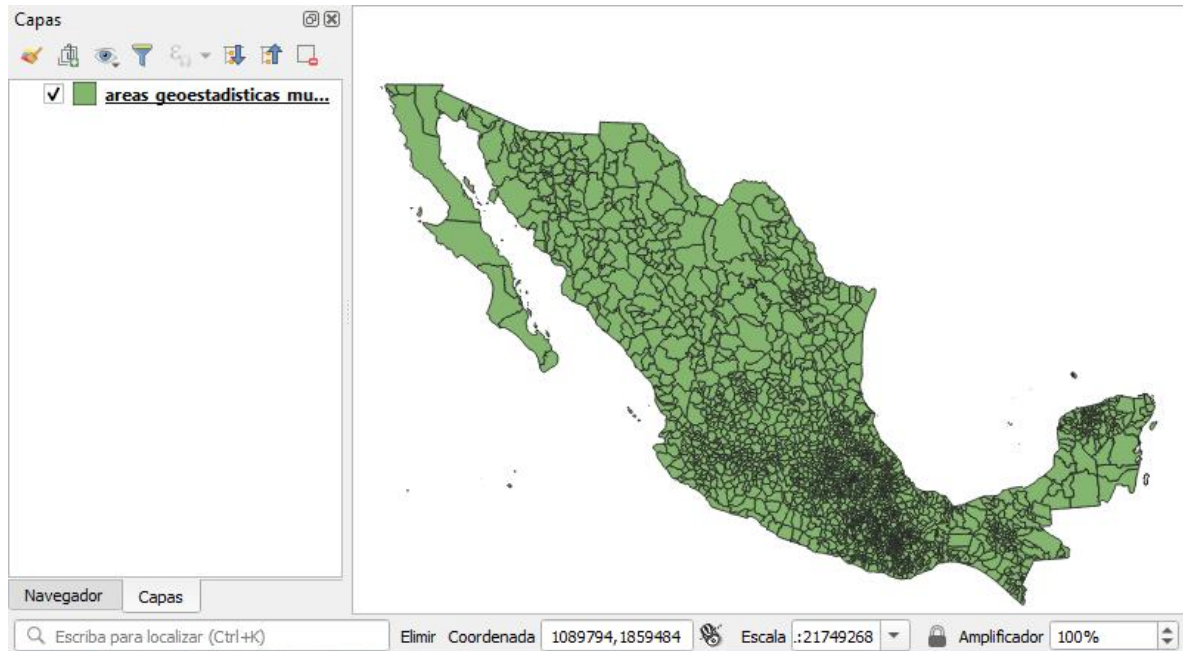 Capas
areas geoestadisticas mu...
Navegador Capas
Escriba para localizar (Ctrl+K) Elimir Coordenada 1089794,1859484 Escala .:21749268 Amplificador 100%